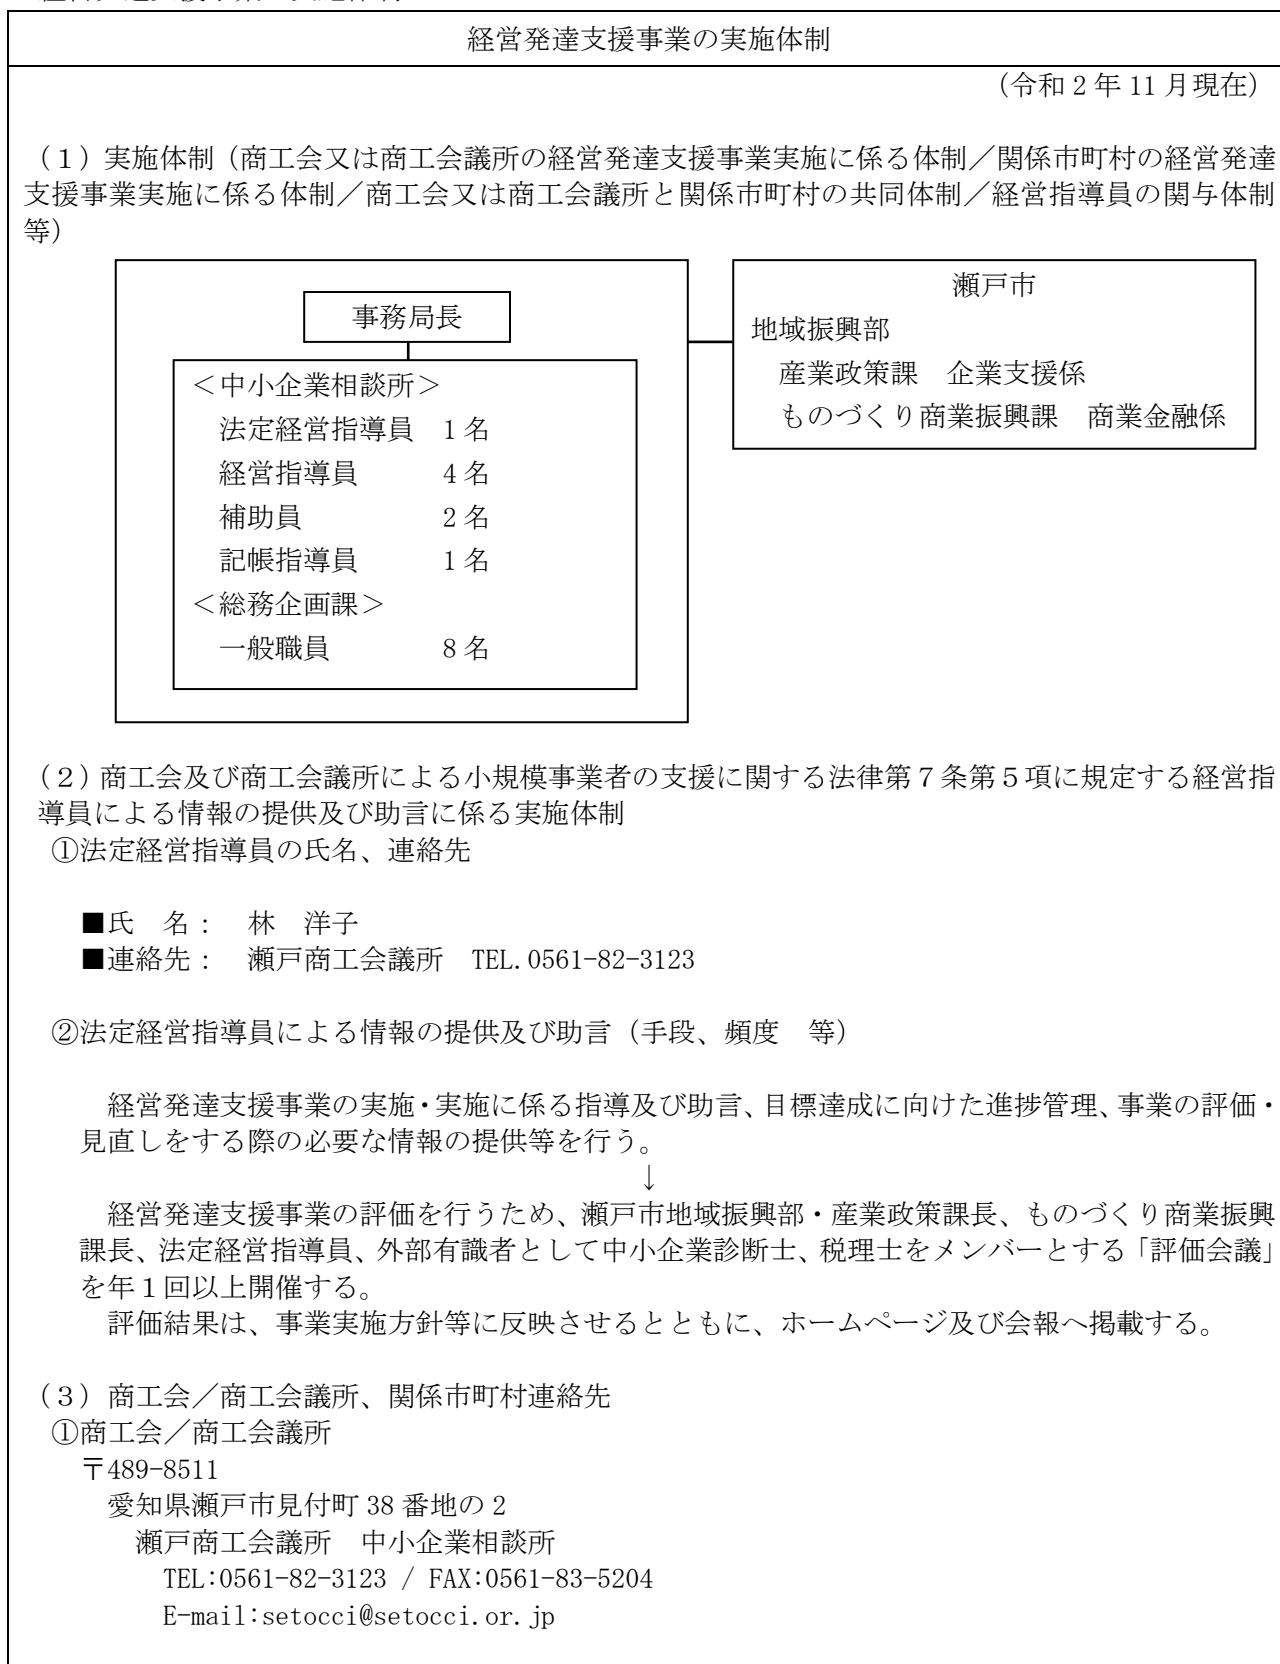 経営発達支援事業の実施体制
（令和 2 年 11 月現在）
（１）実施体制（商工会又は商工会議所の経営発達支援事業実施に係る体制／関係市町村の経営発達
支援事業実施に係る体制／商工会又は商工会議所と関係市町村の共同体制／経営指導員の関与体制
等）
事務局長
＜中小企業相談所＞
法定経営指導員　1 名
経営指導員　4 名
補助員　2 名
記帳指導員　1 名
＜総務企画課＞
一般職員　8 名
瀬戸市
地域振興部
産業政策課　企業支援係
ものづくり商業振興課　商業金融係
（２）商工会及び商工会議所による小規模事業者の支援に関する法律第７条第５項に規定する経営指
導員による情報の提供及び助言に係る実施体制
①法定経営指導員の氏名、連絡先
■氏　名：　林　洋子
■連絡先：　瀬戸商工会議所　TEL.0561-82-3123
②法定経営指導員による情報の提供及び助言（手段、頻度　等）
経営発達支援事業の実施・実施に係る指導及び助言、目標達成に向けた進捗管理、事業の評価・
見直しをする際の必要な情報の提供等を行う。
↓
経営発達支援事業の評価を行うため、瀬戸市地域振興部・産業政策課長、ものづくり商業振興
課長、法定経営指導員、外部有識者として中小企業診断士、税理士をメンバーとする「評価会議」
を年１回以上開催する。
評価結果は、事業実施方針等に反映させるとともに、ホームページ及び会報へ掲載する。
（３）商工会／商工会議所、関係市町村連絡先
①商工会／商工会議所
〒489-8511
愛知県瀬戸市見付町 38 番地の 2
瀬戸商工会議所　中小企業相談所
TEL:0561-82-3123 / FAX:0561-83-5204
E-mail:setocci@setocci.or.jp